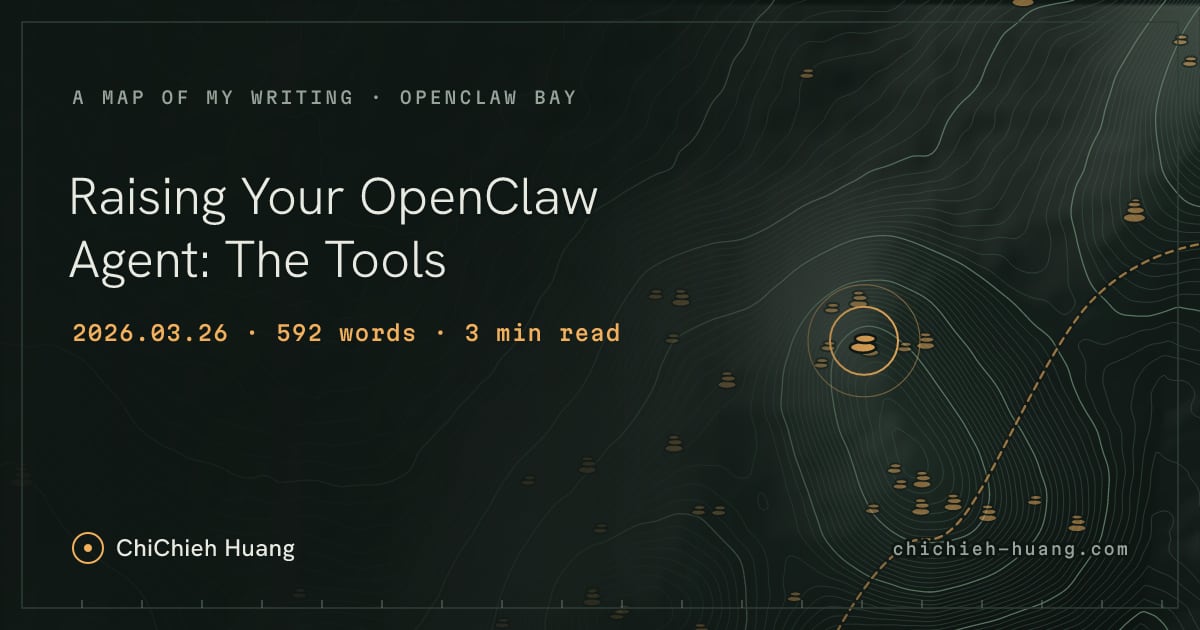 A MAP OF MY WRITING · OPENCLAW BAY
Raising Your OpenClaw
Agent: The Tools
2026.03.26 · 592 words · 3 min read
ChiChieh Huang
chichieh-huang.com